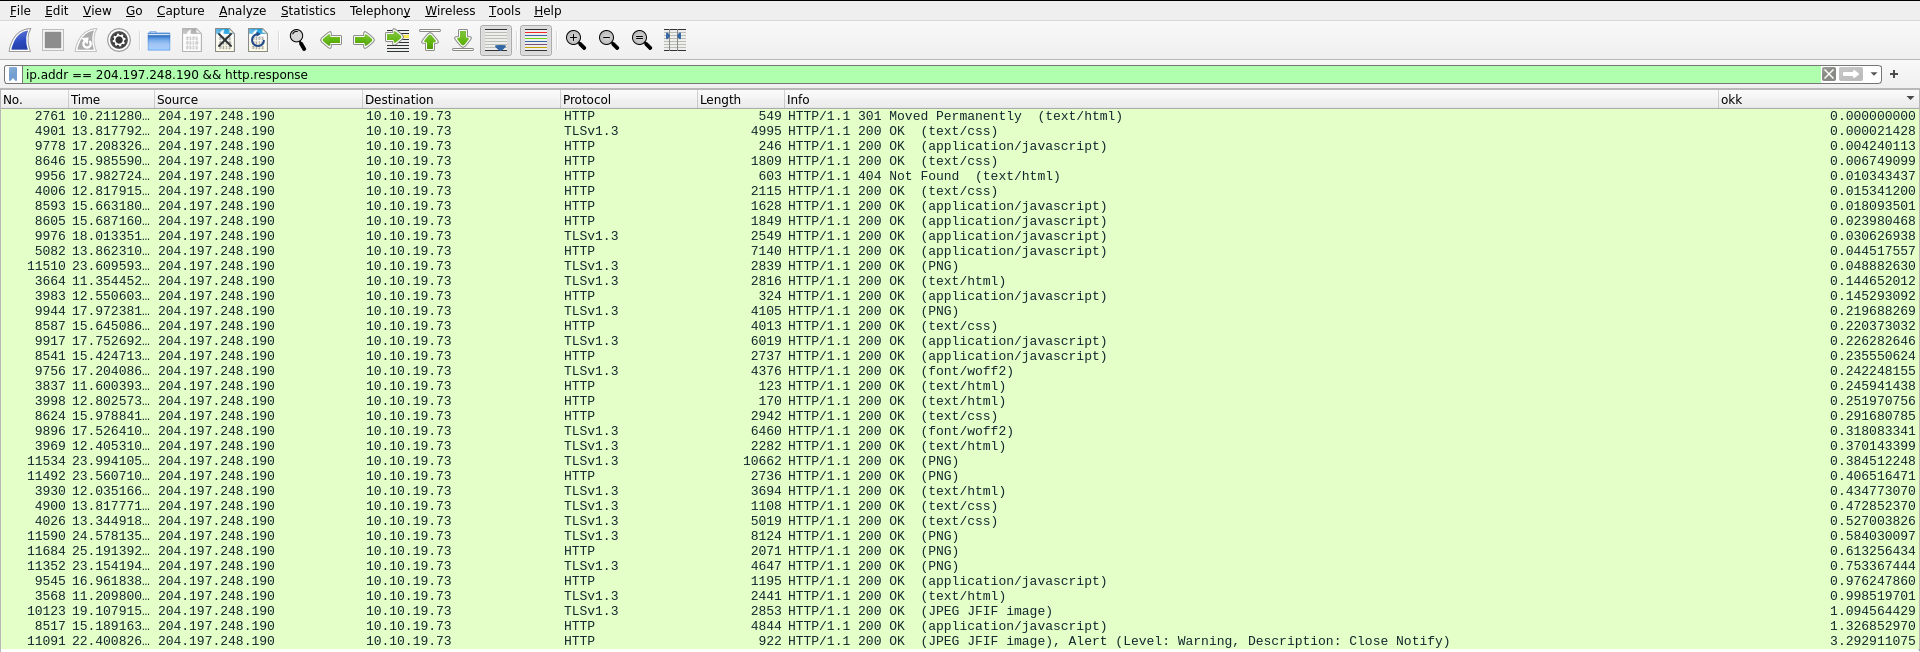 File Edit View Go Capture Analyze Statistics Telephony Wireless Tools Help
ip.addr == 204.197.248.190 && http.response
No. Time Source Destination Protocol Length Info okk
2761 10.211280… 204.197.248.190 10.10.19.73 HTTP 549 HTTP/1.1 301 Moved Permanently (text/html) 0.000000000
4901 13.817792… 204.197.248.190 10.10.19.73 TLSv1.3 4995 HTTP/1.1 200 OK (text/css) 0.000021428
9778 17.208326… 204.197.248.190 10.10.19.73 HTTP 246 HTTP/1.1 200 OK (application/javascript) 0.004240113
8646 15.985590… 204.197.248.190 10.10.19.73 HTTP 1809 HTTP/1.1 200 OK (text/css) 0.006749099
9956 17.982724… 204.197.248.190 10.10.19.73 HTTP 603 HTTP/1.1 404 Not Found (text/html) 0.010343437
4006 12.817915… 204.197.248.190 10.10.19.73 HTTP 2115 HTTP/1.1 200 OK (text/css) 0.015341200
8593 15.663180… 204.197.248.190 10.10.19.73 HTTP 1628 HTTP/1.1 200 OK (application/javascript) 0.018093501
8605 15.687160… 204.197.248.190 10.10.19.73 HTTP 1849 HTTP/1.1 200 OK (application/javascript) 0.023980468
9976 18.013351… 204.197.248.190 10.10.19.73 TLSv1.3 2549 HTTP/1.1 200 OK (application/javascript) 0.030626938
5082 13.862310… 204.197.248.190 10.10.19.73 HTTP 7140 HTTP/1.1 200 OK (application/javascript) 0.044517557
11510 23.609593… 204.197.248.190 10.10.19.73 TLSv1.3 2839 HTTP/1.1 200 OK (PNG) 0.048882630
3664 11.354452… 204.197.248.190 10.10.19.73 TLSv1.3 2816 HTTP/1.1 200 OK (text/html) 0.144652012
3983 12.550603… 204.197.248.190 10.10.19.73 HTTP 324 HTTP/1.1 200 OK (application/javascript) 0.145293092
9944 17.972381… 204.197.248.190 10.10.19.73 TLSv1.3 4105 HTTP/1.1 200 OK (PNG) 0.219688269
8587 15.645086… 204.197.248.190 10.10.19.73 HTTP 4013 HTTP/1.1 200 OK (text/css) 0.220373032
9917 17.752692… 204.197.248.190 10.10.19.73 TLSv1.3 6019 HTTP/1.1 200 OK (application/javascript) 0.226282646
8541 15.424713… 204.197.248.190 10.10.19.73 HTTP 2737 HTTP/1.1 200 OK (application/javascript) 0.235550624
9756 17.204086… 204.197.248.190 10.10.19.73 TLSv1.3 4376 HTTP/1.1 200 OK (font/woff2) 0.242248155
3837 11.600393… 204.197.248.190 10.10.19.73 HTTP 123 HTTP/1.1 200 OK (text/html) 0.245941438
3998 12.802573… 204.197.248.190 10.10.19.73 HTTP 170 HTTP/1.1 200 OK (text/html) 0.251970756
8624 15.978841… 204.197.248.190 10.10.19.73 HTTP 2942 HTTP/1.1 200 OK (text/css) 0.291680785
9896 17.526410… 204.197.248.190 10.10.19.73 TLSv1.3 6460 HTTP/1.1 200 OK (font/woff2) 0.318083341
3969 12.405310… 204.197.248.190 10.10.19.73 TLSv1.3 2282 HTTP/1.1 200 OK (text/html) 0.370143399
11534 23.994105… 204.197.248.190 10.10.19.73 TLSv1.3 10662 HTTP/1.1 200 OK (PNG) 0.384512248
11492 23.560710… 204.197.248.190 10.10.19.73 HTTP 2736 HTTP/1.1 200 OK (PNG) 0.406516471
3930 12.035166… 204.197.248.190 10.10.19.73 TLSv1.3 3694 HTTP/1.1 200 OK (text/html) 0.434773070
4900 13.817771… 204.197.248.190 10.10.19.73 TLSv1.3 1108 HTTP/1.1 200 OK (text/css) 0.472852370
4026 13.344918… 204.197.248.190 10.10.19.73 TLSv1.3 5019 HTTP/1.1 200 OK (text/css) 0.527003826
11590 24.578135… 204.197.248.190 10.10.19.73 TLSv1.3 8124 HTTP/1.1 200 OK (PNG) 0.584030097
11684 25.191392… 204.197.248.190 10.10.19.73 HTTP 2071 HTTP/1.1 200 OK (PNG) 0.613256434
11352 23.154194… 204.197.248.190 10.10.19.73 TLSv1.3 4647 HTTP/1.1 200 OK (PNG) 0.753367444
9545 16.961838… 204.197.248.190 10.10.19.73 HTTP 1195 HTTP/1.1 200 OK (application/javascript) 0.976247860
3568 11.209800… 204.197.248.190 10.10.19.73 TLSv1.3 2441 HTTP/1.1 200 OK (text/html) 0.998519701
10123 19.107915… 204.197.248.190 10.10.19.73 TLSv1.3 2853 HTTP/1.1 200 OK (JPEG JFIF image) 1.094564429
8517 15.189163… 204.197.248.190 10.10.19.73 HTTP 4844 HTTP/1.1 200 OK (application/javascript) 1.326852970
11091 22.400826… 204.197.248.190 10.10.19.73 HTTP 922 HTTP/1.1 200 OK (JPEG JFIF image), Alert (Level: Warning, Description: Close Notify) 3.292911075